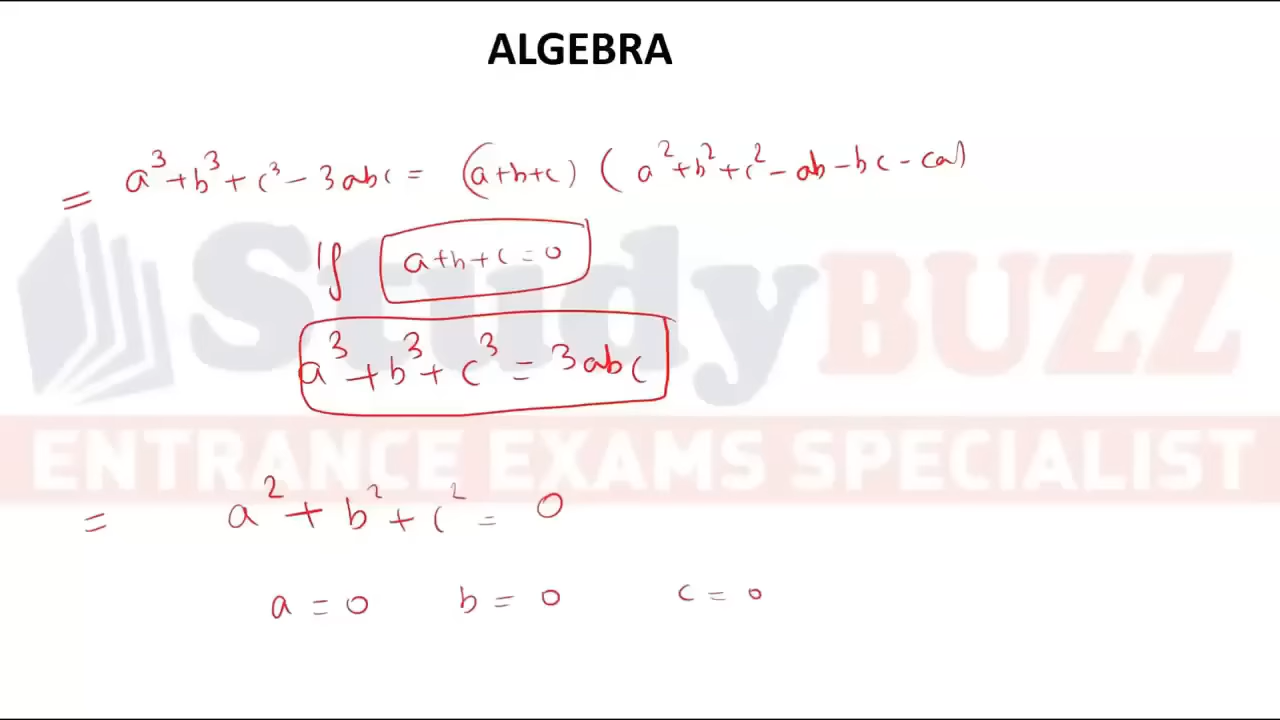 ALGEBRA
= a³+b³+c³-3abc = (a+b+c) (a²+b²+c²-ab-bc-ca)
If a+b+c=0
a³+b³+c³=3abc
StudyBUZZ
ENTRANCE EXAMS SPECIALIST
= a²+b²+c²=0
a=0 b=0 c=0